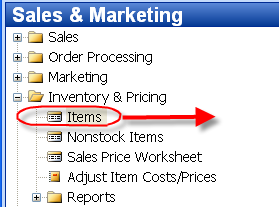 Sales & Marketing
Sales
Order Processing
Marketing
Inventory & Pricing
Items
Nonstock Items
Sales Price Worksheet
Adjust Item Costs/Prices
Reports